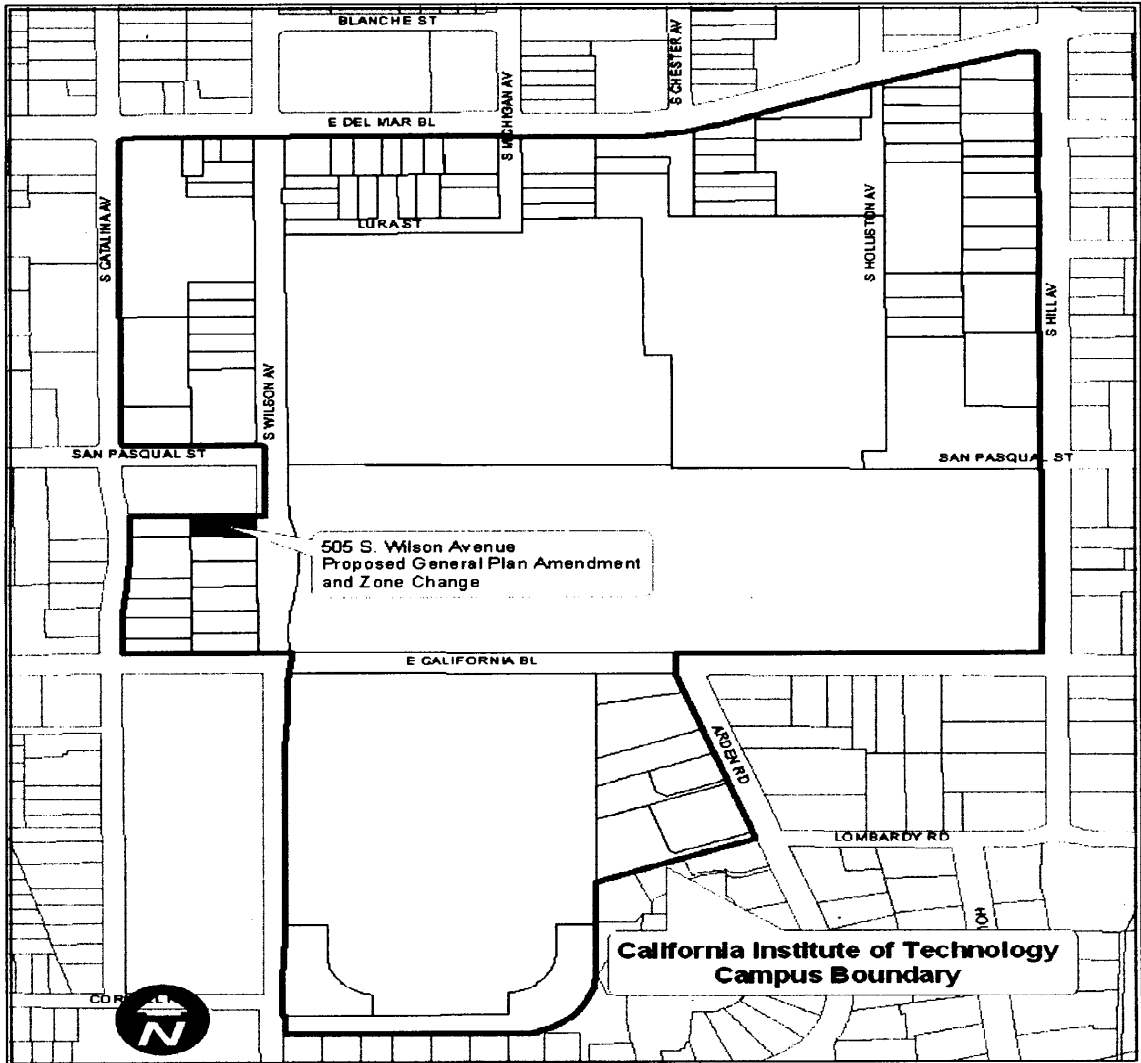 BLANCHE ST
S CHESTER AV
S MICHIGAN AV
E DEL MAR BL
S CATALINA AV
LURA ST
S HOLLISTON AV
S HILL AV
S WILSON AV
SAN PASQUAL ST
SAN PASQUAL ST
505 S. Wilson Avenue
Proposed General Plan Amendment
and Zone Change
E CALIFORNIA BL
ARDEN RD
LOMBARDY RD
HOL
California Institute of Technology
Campus Boundary
N